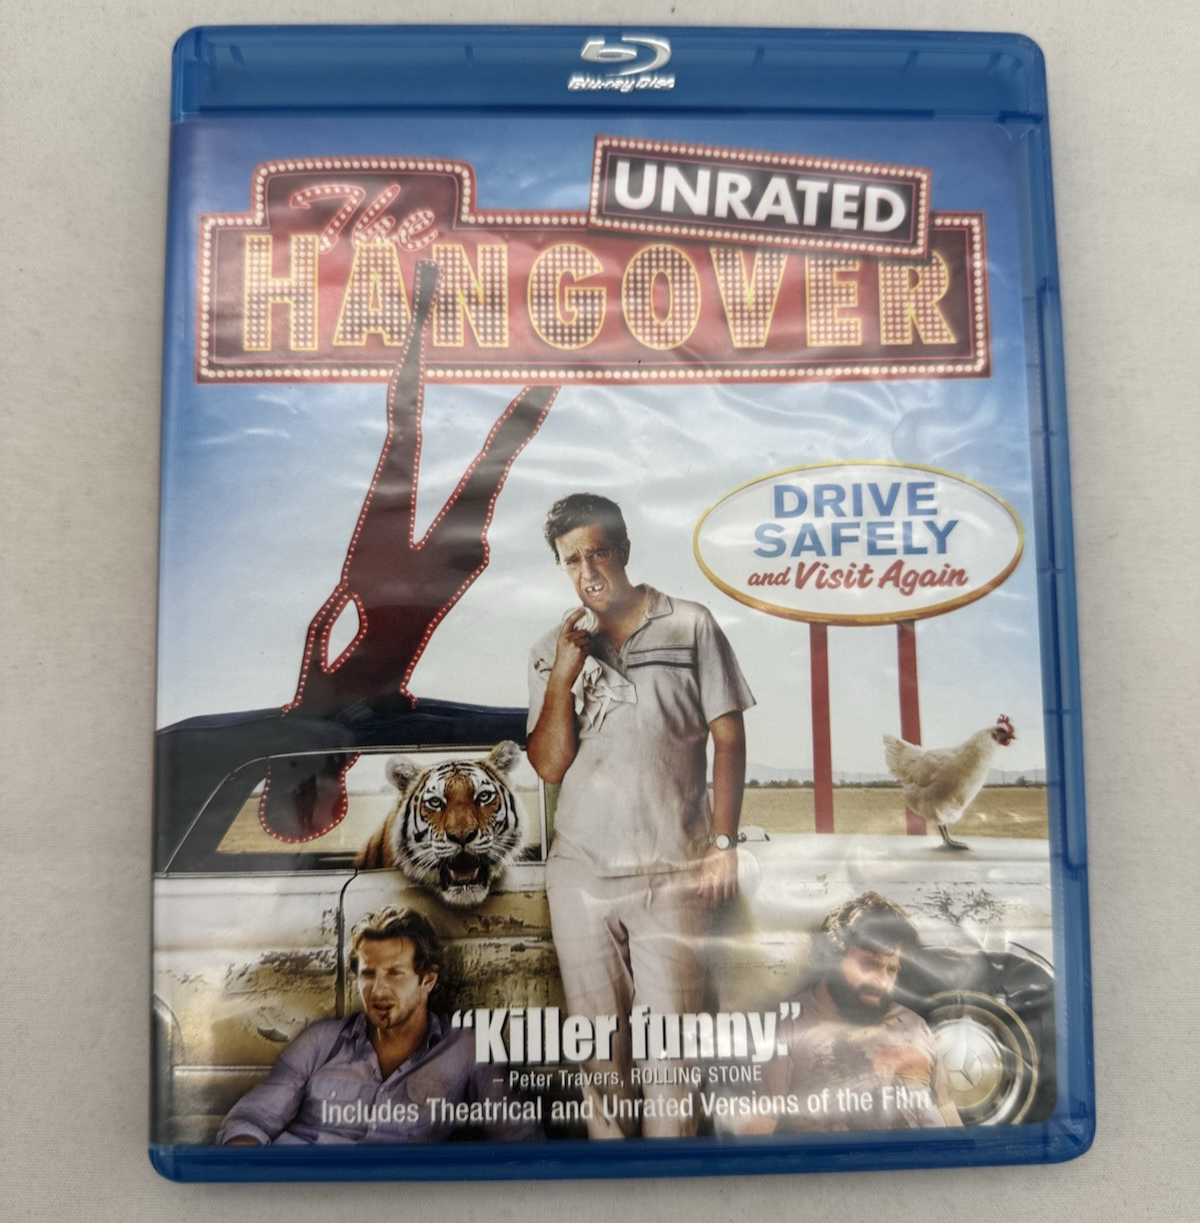 Blu-ray Disc
UNRATED
The
HANGOVER
DRIVE
SAFELY
and Visit Again
“Killer funny.”
– Peter Travers, ROLLING STONE
Includes Theatrical and Unrated Versions of the Film